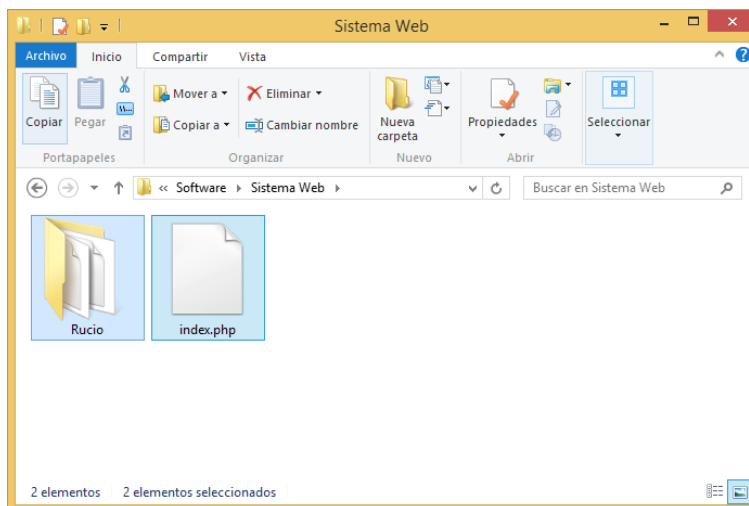 Sistema Web
Archivo Inicio Compartir Vista
Copiar Pegar Mover a Copiar a Eliminar Cambiar nombre Nueva carpeta Propiedades Seleccionar
Portapapeles Organizar Nuevo Abrir
« Software Sistema Web Buscar en Sistema Web
Rucio index.php
2 elementos 2 elementos seleccionados